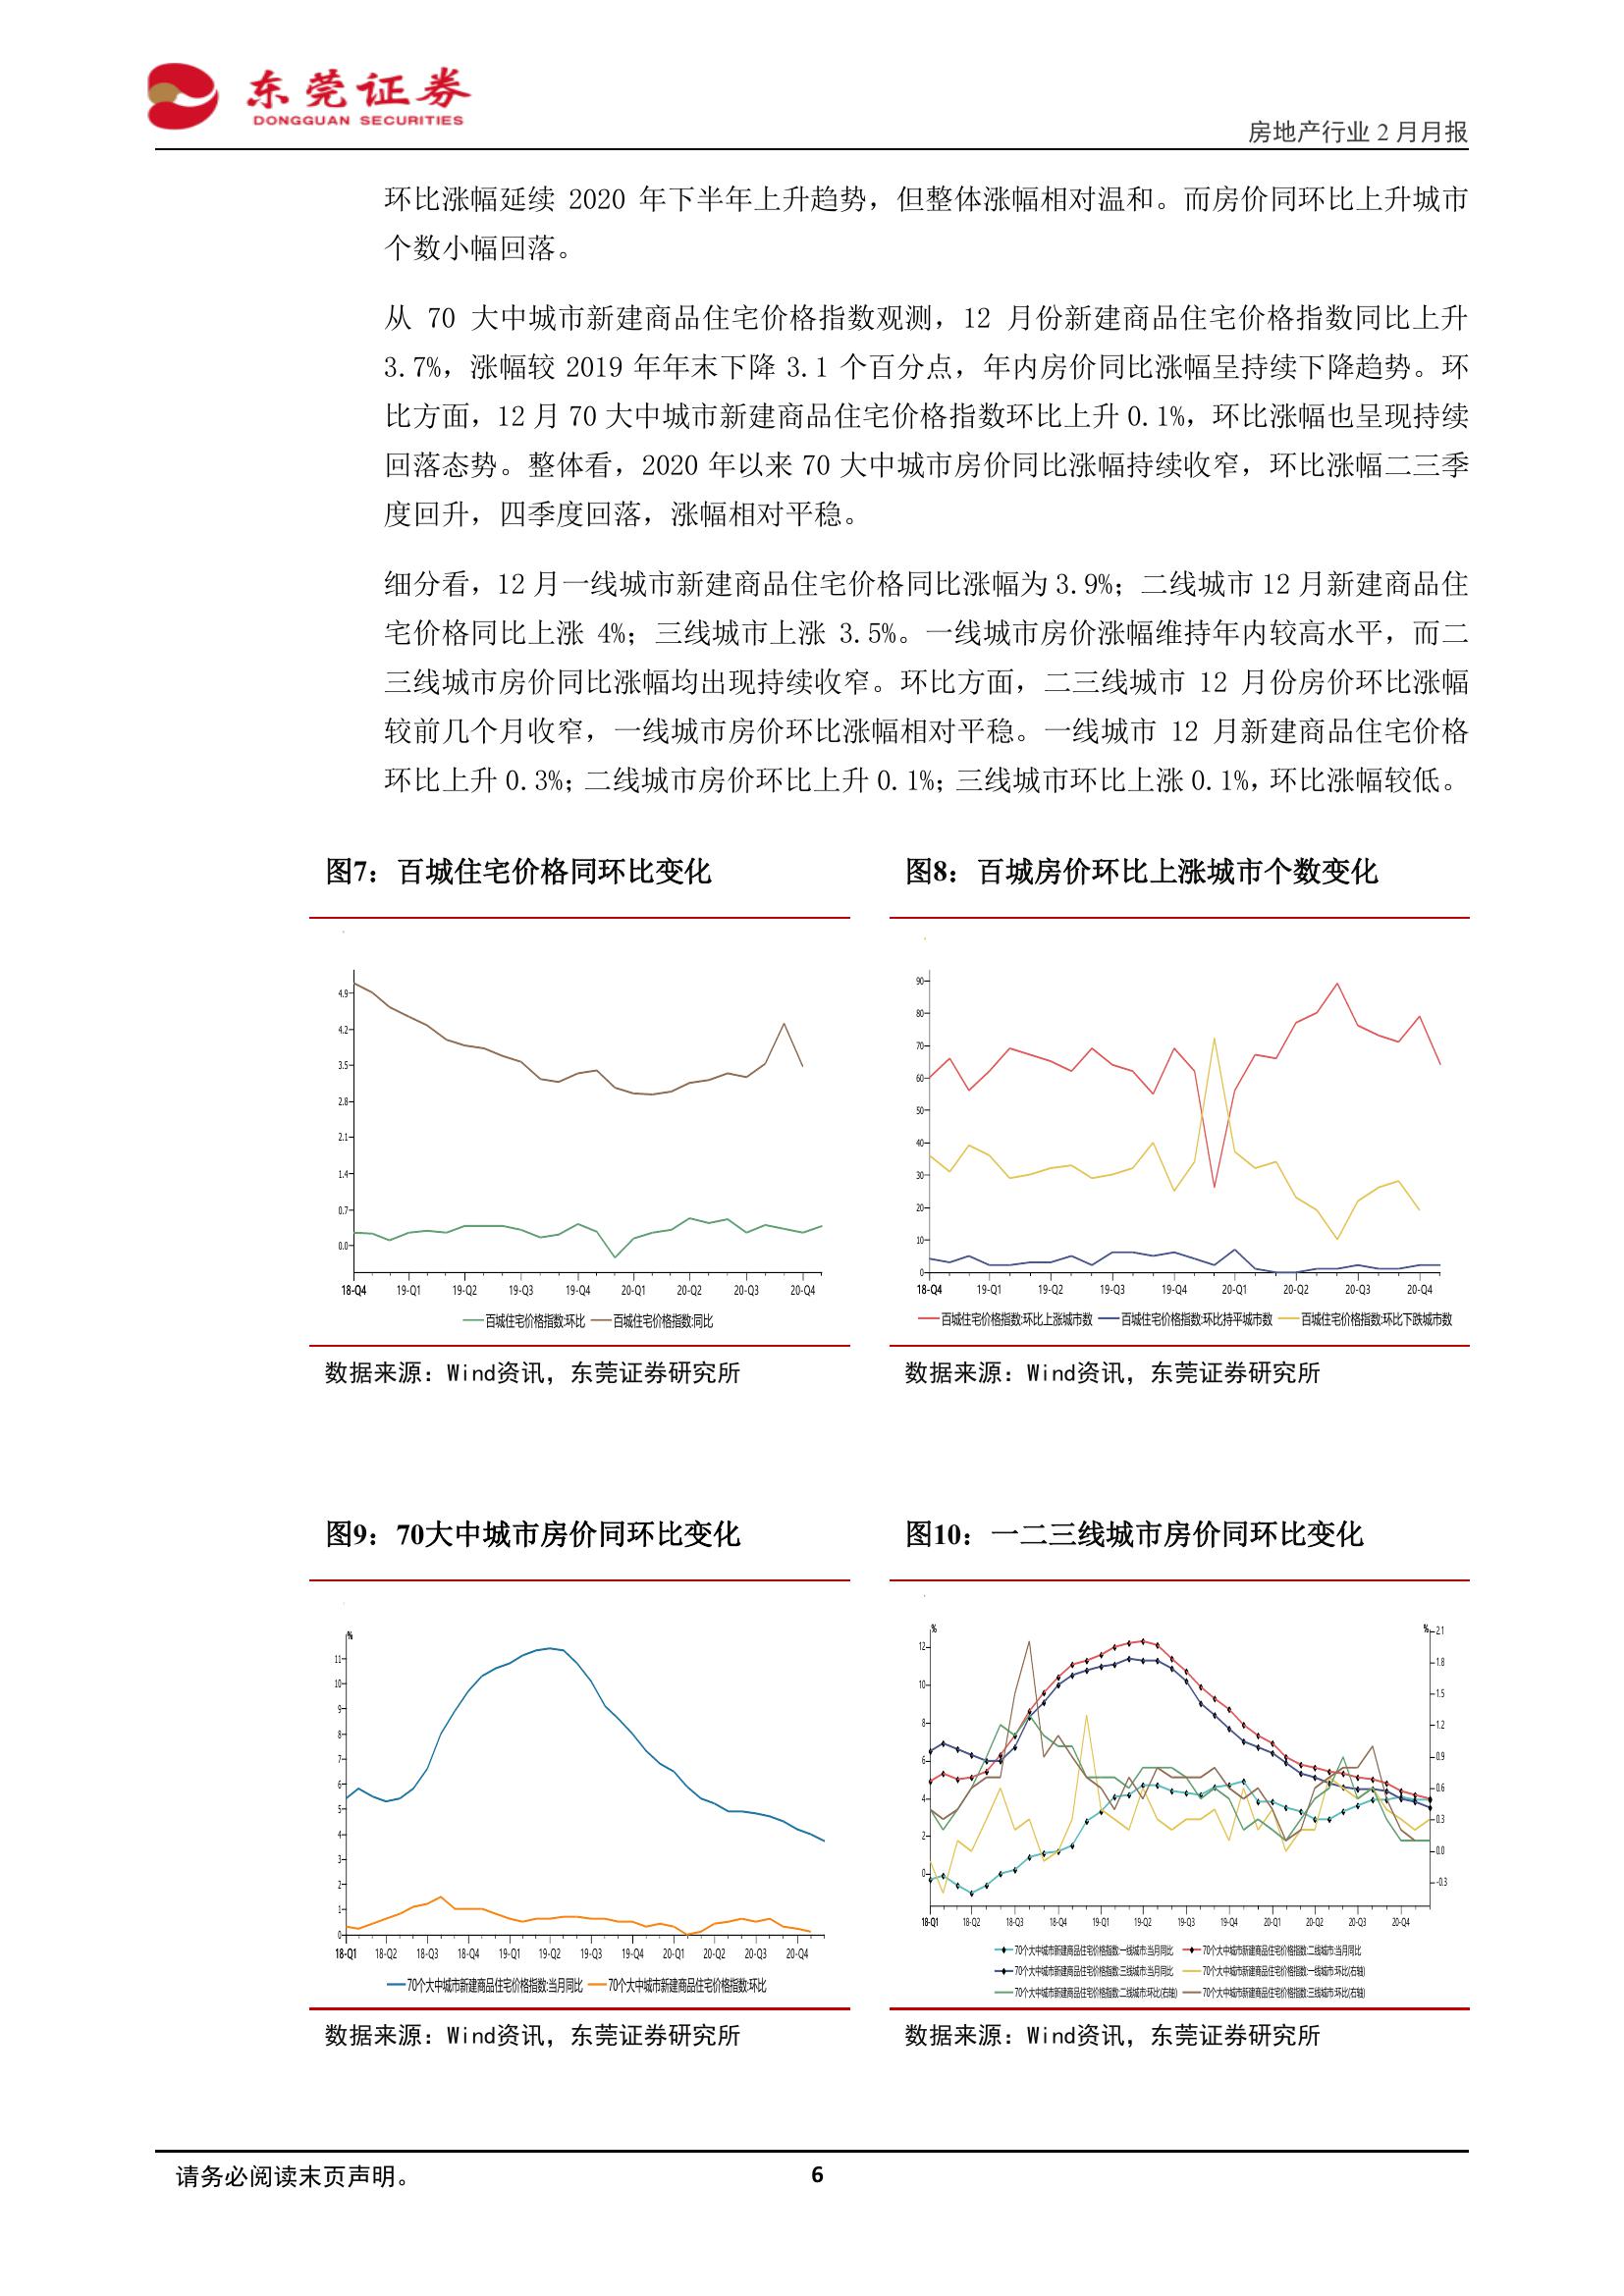 东莞证券
DONGGUAN SECURITIES
房地产行业 2 月月报
环比涨幅延续 2020 年下半年上升趋势，但整体涨幅相对温和。而房价同环比上升城市
个数小幅回落。
从 70 大中城市新建商品住宅价格指数观测，12 月份新建商品住宅价格指数同比上升
3.7%，涨幅较 2019 年年末下降 3.1 个百分点，年内房价同比涨幅呈持续下降趋势。环
比方面，12 月 70 大中城市新建商品住宅价格指数环比上升 0.1%，环比涨幅也呈现持续
回落态势。整体看，2020 年以来 70 大中城市房价同比涨幅持续收窄，环比涨幅二三季
度回升，四季度回落，涨幅相对平稳。
细分看，12 月一线城市新建商品住宅价格同比涨幅为 3.9%；二线城市 12 月新建商品住
宅价格同比上涨 4%；三线城市上涨 3.5%。一线城市房价涨幅维持年内较高水平，而二
三线城市房价同比涨幅均出现持续收窄。环比方面，二三线城市 12 月份房价环比涨幅
较前几个月收窄，一线城市房价环比涨幅相对平稳。一线城市 12 月新建商品住宅价格
环比上升 0.3%；二线城市房价环比上升 0.1%；三线城市环比上涨 0.1%，环比涨幅较低。
图7：百城住宅价格同环比变化
4.9
4.2
3.5
2.8
2.1
1.4
0.7
0.0
18-Q4 19-Q1 19-Q2 19-Q3 19-Q4 20-Q1 20-Q2 20-Q3 20-Q4
百城住宅价格指数:环比 百城住宅价格指数:同比
数据来源：Wind资讯，东莞证券研究所
图8：百城房价环比上涨城市个数变化
90
80
70
60
50
40
30
20
10
0
18-Q4 19-Q1 19-Q2 19-Q3 19-Q4 20-Q1 20-Q2 20-Q3 20-Q4
百城住宅价格指数:环比上涨城市数 百城住宅价格指数:环比持平城市数 百城住宅价格指数:环比下跌城市数
数据来源：Wind资讯，东莞证券研究所
图9：70大中城市房价同环比变化
%
11
10
9
8
7
6
5
4
3
2
1
0
18-Q1 18-Q2 18-Q3 18-Q4 19-Q1 19-Q2 19-Q3 19-Q4 20-Q1 20-Q2 20-Q3 20-Q4
70个大中城市新建商品住宅价格指数:当月同比 70个大中城市新建商品住宅价格指数:环比
数据来源：Wind资讯，东莞证券研究所
图10：一二三线城市房价同环比变化
% %
12
10
8
6
4
2
0
2.1
1.8
1.5
1.2
0.9
0.6
0.3
0.0
-0.3
18-Q1 18-Q2 18-Q3 18-Q4 19-Q1 19-Q2 19-Q3 19-Q4 20-Q1 20-Q2 20-Q3 20-Q4
70个大中城市新建商品住宅价格指数:一线城市:当月同比 70个大中城市新建商品住宅价格指数:二线城市:当月同比
70个大中城市新建商品住宅价格指数:三线城市:当月同比 70个大中城市新建商品住宅价格指数:一线城市:环比(右轴)
70个大中城市新建商品住宅价格指数:二线城市:环比(右轴) 70个大中城市新建商品住宅价格指数:三线城市:环比(右轴)
数据来源：Wind资讯，东莞证券研究所
请务必阅读末页声明。
6